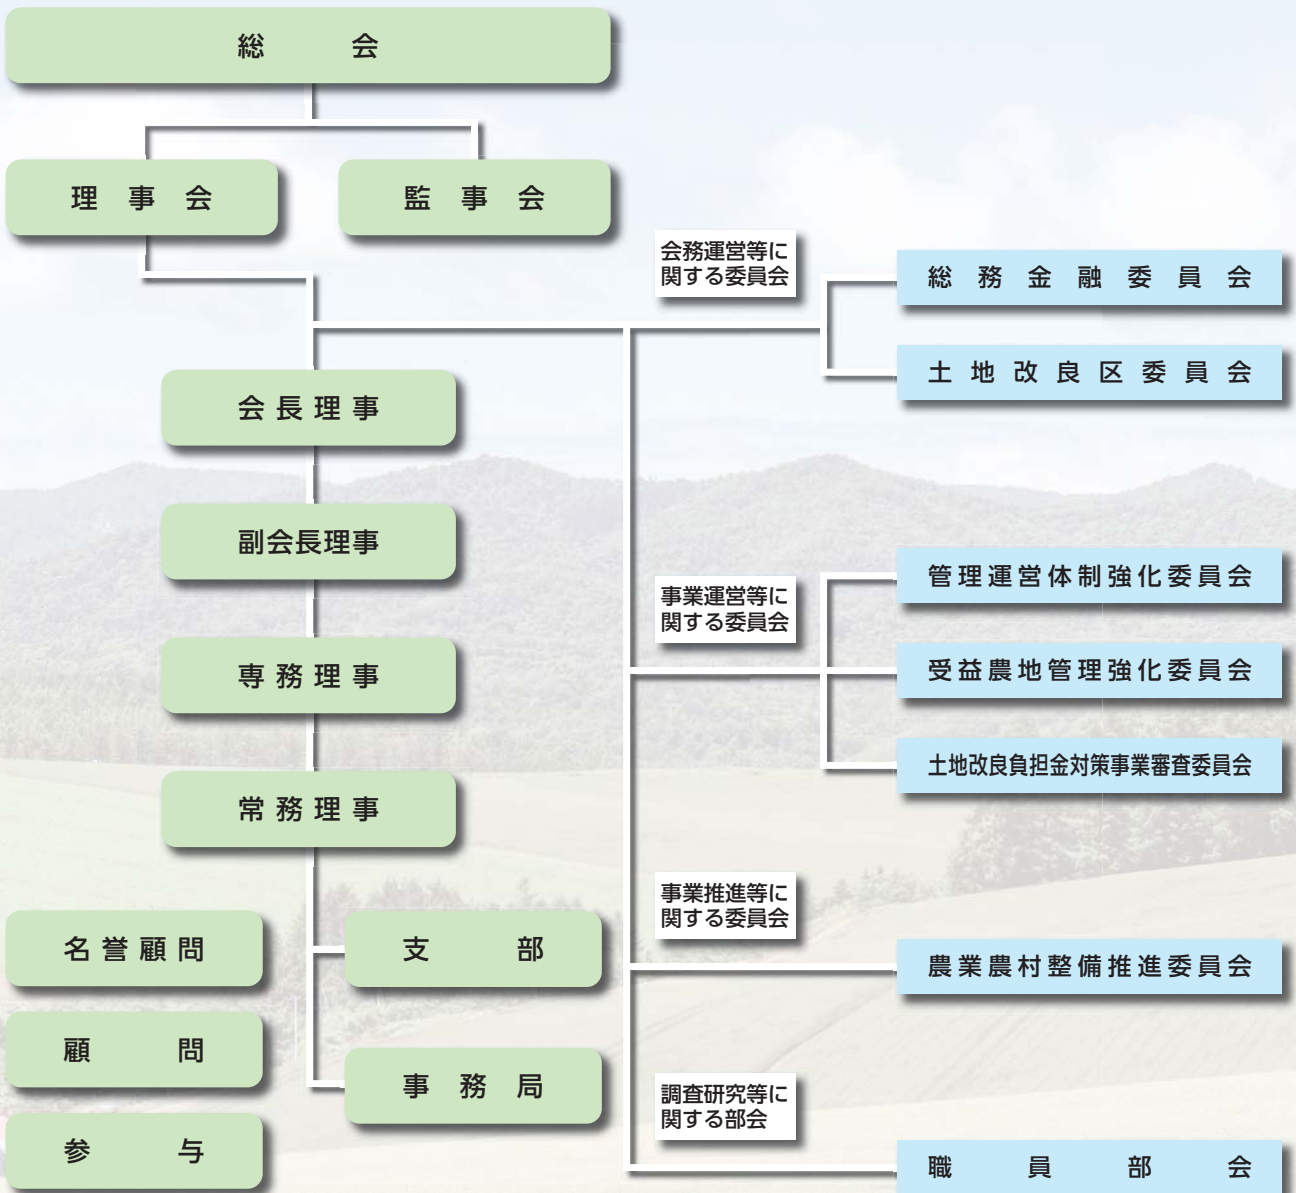 総会
理事会
監事会
会長理事
副会長理事
専務理事
常務理事
支部
事務局
名誉顧問
顧問
参与
会務運営等に
関する委員会
総務金融委員会
土地改良区委員会
事業運営等に
関する委員会
管理運営体制強化委員会
受益農地管理強化委員会
土地改良負担金対策事業審査委員会
事業推進等に
関する委員会
農業農村整備推進委員会
調査研究等に
関する部会
職員部会